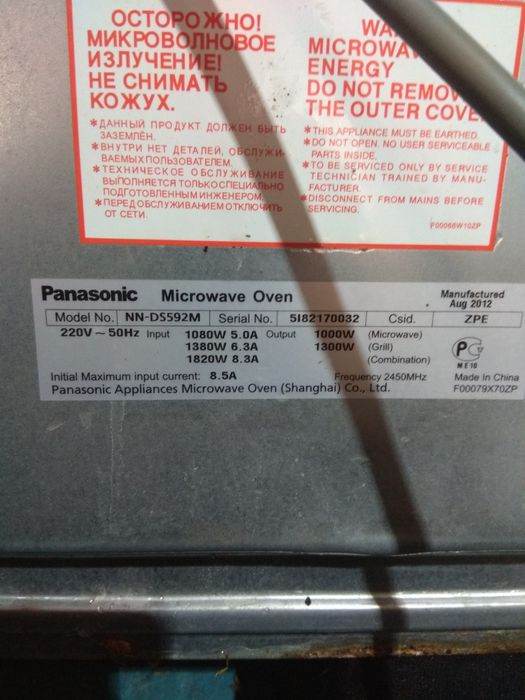 ОСТОРОЖНО!
МИКРОВОЛНОВОЕ
ИЗЛУЧЕНИЕ!
НЕ СНИМАТЬ
КОЖУХ.
*ДАННЫЙ ПРОДУКТ ДОЛЖЕН БЫТЬ
ЗАЗЕМЛЁН.
*ВНУТРИ НЕТ ДЕТАЛЕЙ, ОБСЛУЖИ-
ВАЕМЫХ ПОЛЬЗОВАТЕЛЕМ.
*ТЕХНИЧЕСКОЕ ОБСЛУЖИВАНИЕ
ВЫПОЛНЯЕТСЯ ТОЛЬКО СПЕЦИАЛЬНО
ПОДГОТОВЛЕННЫМ ИНЖЕНЕРОМ.
*ПЕРЕД ОБСЛУЖИВАНИЕМ ОТКЛЮЧИТЬ
ОТ СЕТИ.
WA
MICROWAV
ENERGY
DO NOT REMOV
THE OUTER COVE
*THIS APPLIANCE MUST BE EARTHED.
*DO NOT OPEN. NO USER SERVICEABLE
PARTS INSIDE.
*TO BE SERVICED ONLY BY SERVICE
TECHNICIAN TRAINED BY MANU-
FACTURER.
*DISCONNECT FROM MAINS BEFORE
SERVICING.
F00066W10ZP
Panasonic Microwave Oven Manufactured
Aug 2012
Model No. NN-DS592M Serial No. 5I82170032 Csid. ZPE
220V ~ 50Hz Input 1080W 5.0A Output 1000W (Microwave)
1380W 6.3A 1300W (Grill)
1820W 8.3A (Combination)
ME10
Initial Maximum input current: 8.5A Frequency 2450MHz Made In China
Panasonic Appliances Microwave Oven (Shanghai) Co., Ltd. F00079X70ZP